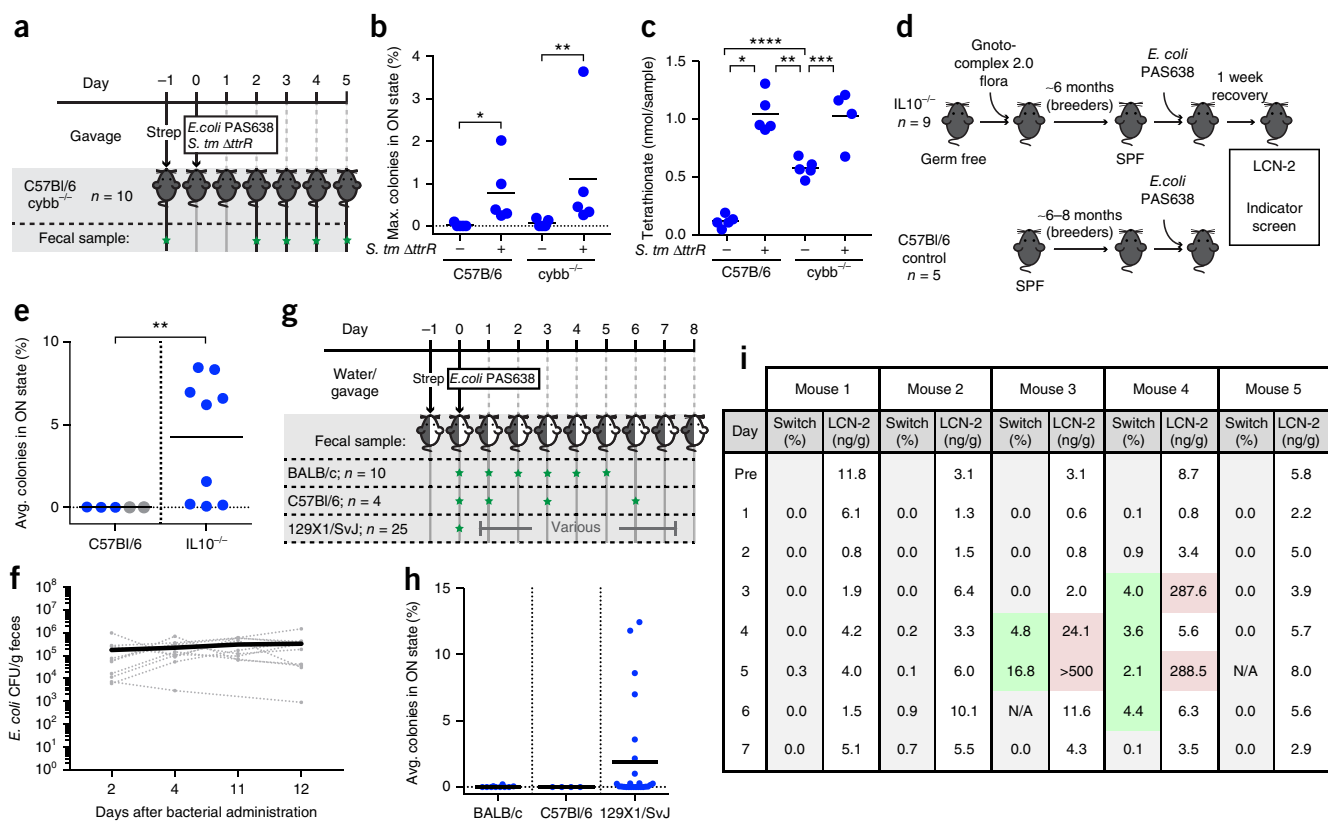 a
Day
−1 0 1 1 2 3 4 5
Gavage
Strep
E.coli PAS638
S. tm ΔttrR
C57Bl/6
cybb−/−
n = 10
Fecal sample:
b
Max. colonies in ON state (%)
4
3
2
1
0
*
**
− + − +
S. tm ΔttrR
C57B/6 cybb−/−
c
Tetrathionate (nmol/sample)
1.5
1.0
0.5
0.0
****
* ** ***
− + − +
S. tm ΔttrR
C57B/6 cybb−/−
d
Gnoto-
complex 2.0
flora
~6 months
(breeders)
E. coli
PAS638
1 week
recovery
IL10−/−
n = 9
Germ free
SPF
LCN-2
Indicator
screen
E.coli
PAS638
~6–8 months
(breeders)
C57Bl/6
control
n = 5
SPF
e
Avg. colonies in ON state (%)
10
5
0
**
C57Bl/6 IL10−/−
f
E. coli CFU/g feces
10⁸
10⁷
10⁶
10⁵
10⁴
10³
10²
10¹
10⁰
2 4 11 12
Days after bacterial administration
g
Day
−1 0 1 2 3 4 5 6 7 8
Water/
gavage
Strep
E.coli PAS638
Fecal sample:
BALB/c; n = 10
C57Bl/6; n = 4
129X1/SvJ; n = 25
Various
h
Avg. colonies in ON state (%)
15
10
5
0
BALB/c C57Bl/6 129X1/SvJ
i
Mouse 1 Mouse 2 Mouse 3 Mouse 4 Mouse 5
Day Switch (%) LCN-2 (ng/g) Switch (%) LCN-2 (ng/g) Switch (%) LCN-2 (ng/g) Switch (%) LCN-2 (ng/g) Switch (%) LCN-2 (ng/g)
Pre 11.8 3.1 3.1 8.7 5.8
1 0.0 6.1 0.0 1.3 0.0 0.6 0.1 0.8 0.0 2.2
2 0.0 0.8 0.0 1.5 0.0 0.8 0.9 3.4 0.0 5.0
3 0.0 1.9 0.0 6.4 0.0 2.0 4.0 287.6 0.0 3.9
4 0.0 4.2 0.2 3.3 4.8 24.1 3.6 5.6 0.0 5.7
5 0.3 4.0 0.1 6.0 16.8 >500 2.1 288.5 N/A 8.0
6 0.0 1.5 0.9 10.1 N/A 11.6 4.4 6.3 0.0 5.6
7 0.0 5.1 0.7 5.5 0.0 4.3 0.1 3.5 0.0 2.9